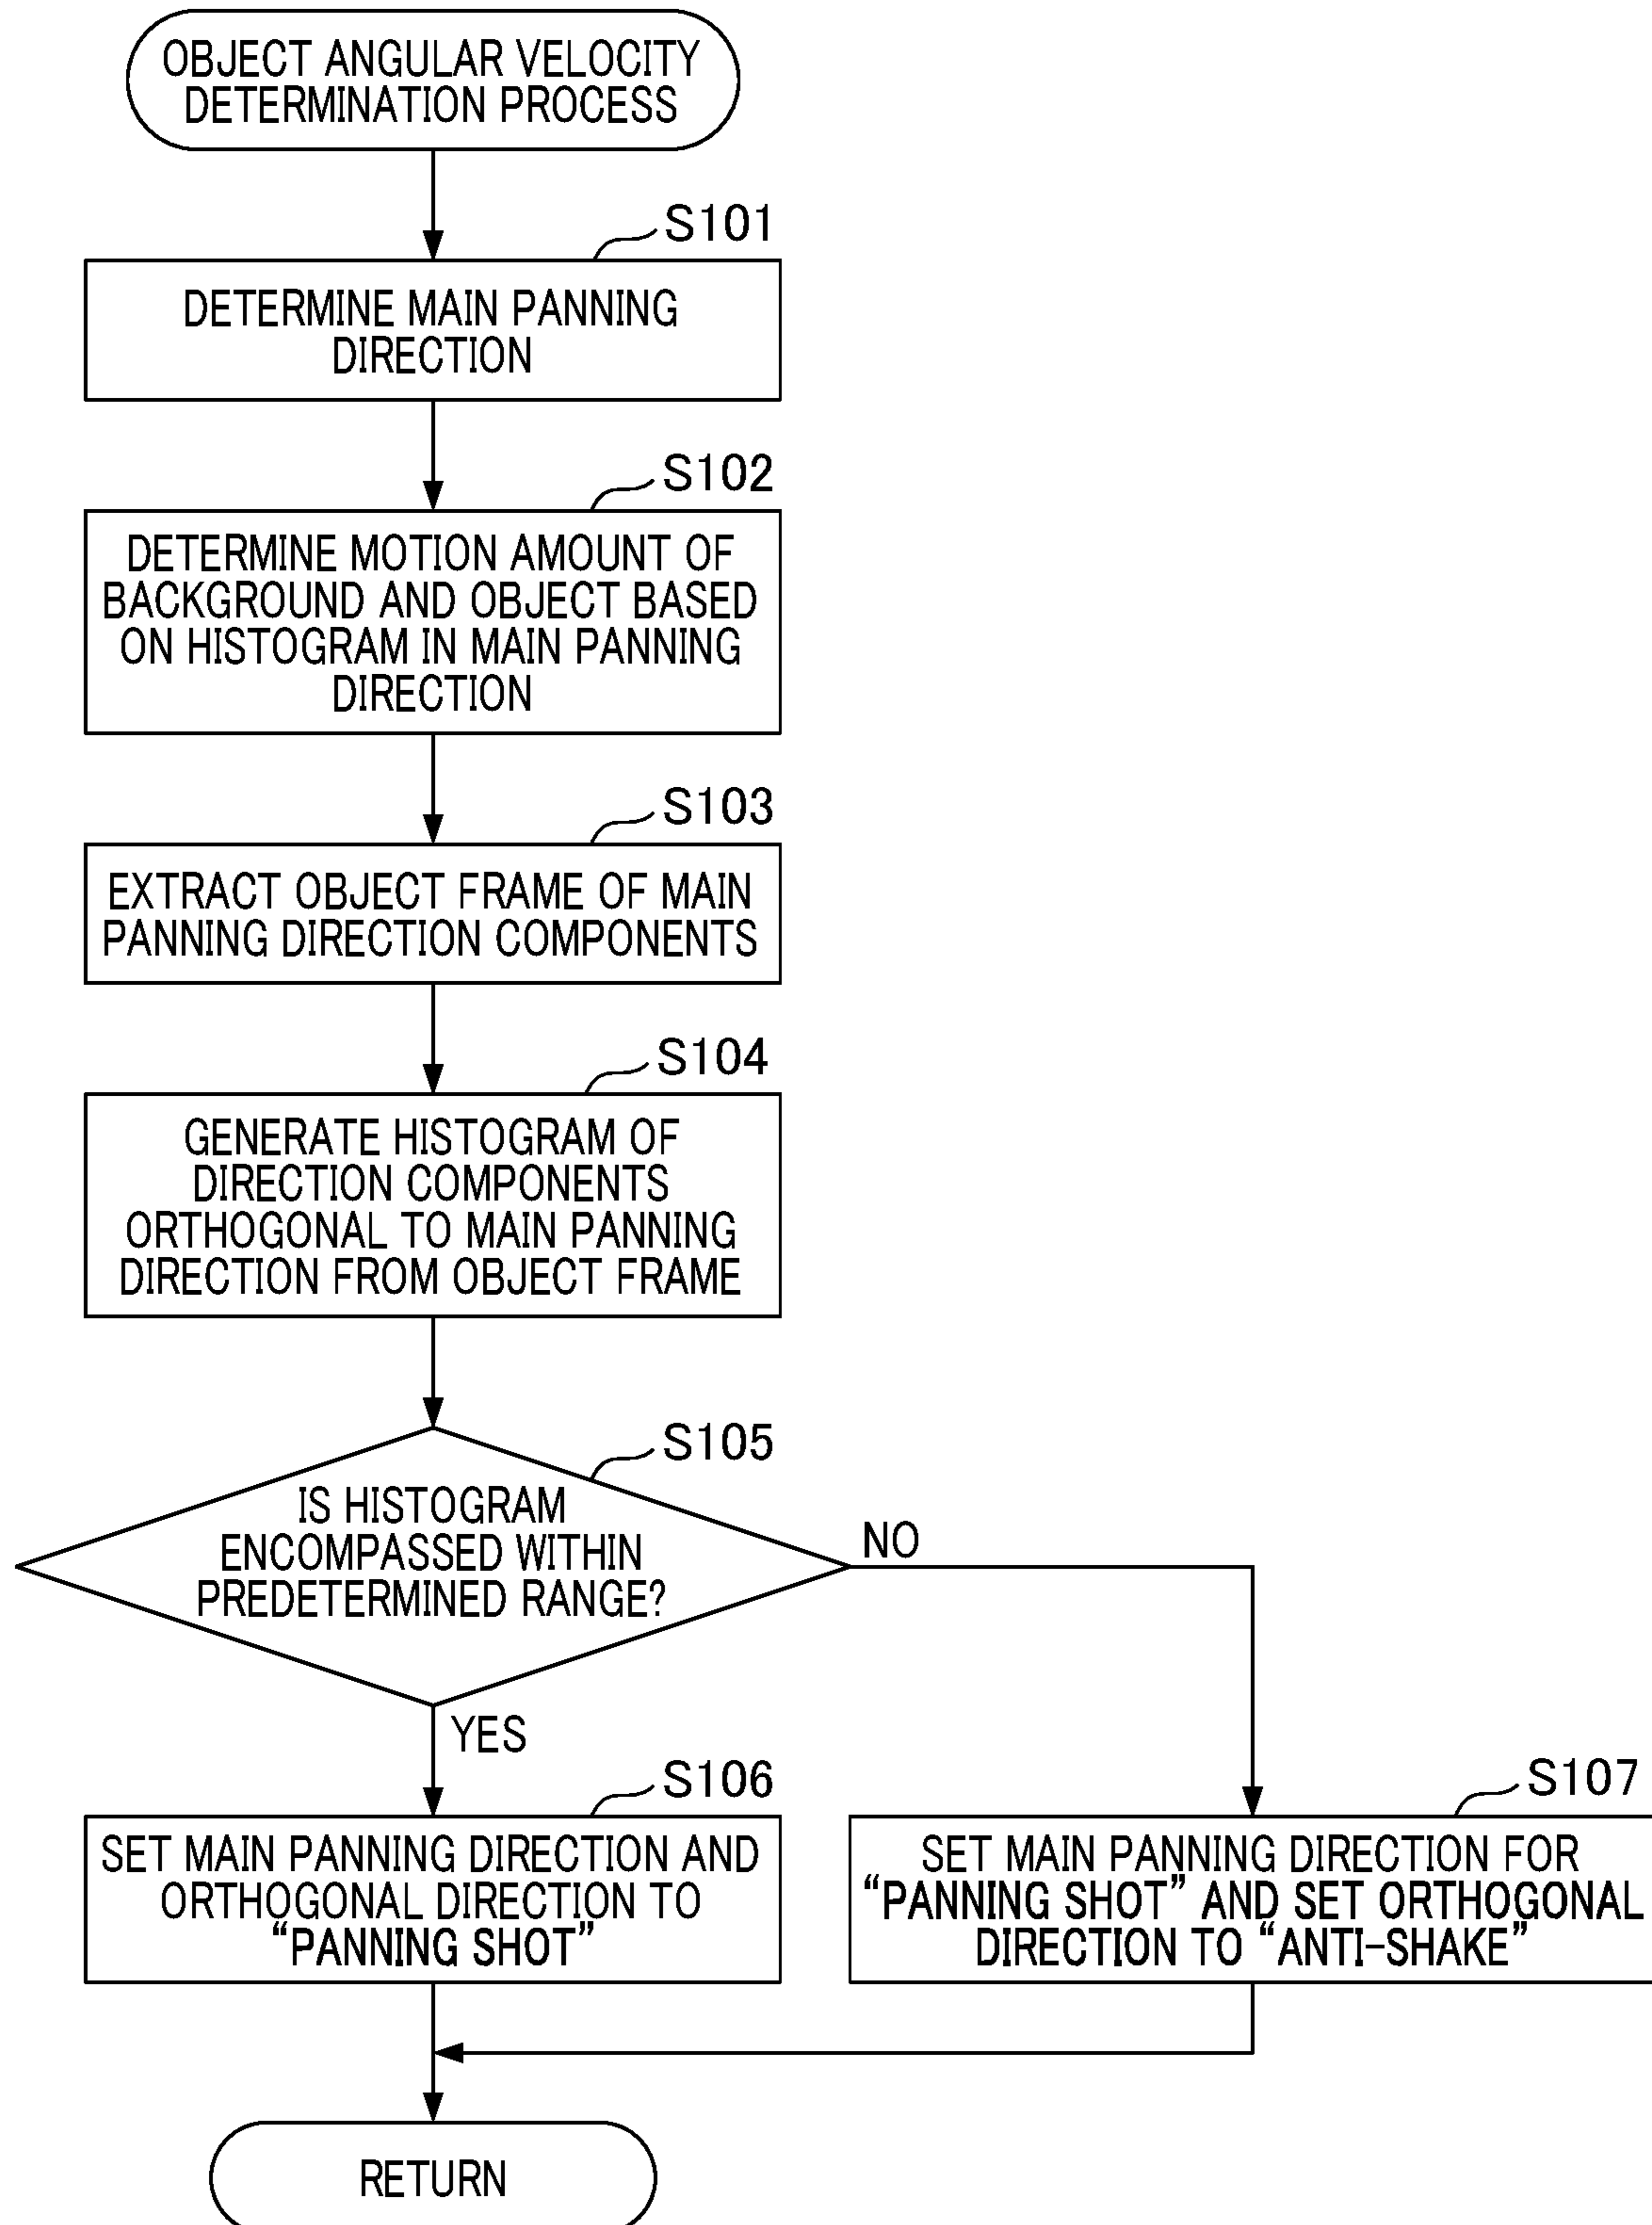 OBJECT ANGULAR VELOCITY
DETERMINATION PROCESS
S101
DETERMINE MAIN PANNING
DIRECTION
S102
DETERMINE MOTION AMOUNT OF
BACKGROUND AND OBJECT BASED
ON HISTOGRAM IN MAIN PANNING
DIRECTION
S103
EXTRACT OBJECT FRAME OF MAIN
PANNING DIRECTION COMPONENTS
S104
GENERATE HISTOGRAM OF
DIRECTION COMPONENTS
ORTHOGONAL TO MAIN PANNING
DIRECTION FROM OBJECT FRAME
S105
IS HISTOGRAM
ENCOMPASSED WITHIN
PREDETERMINED RANGE?
NO
YES
S106
SET MAIN PANNING DIRECTION AND
ORTHOGONAL DIRECTION TO
“PANNING SHOT”
S107
SET MAIN PANNING DIRECTION FOR
“PANNING SHOT” AND SET ORTHOGONAL
DIRECTION TO “ANTI-SHAKE”
RETURN